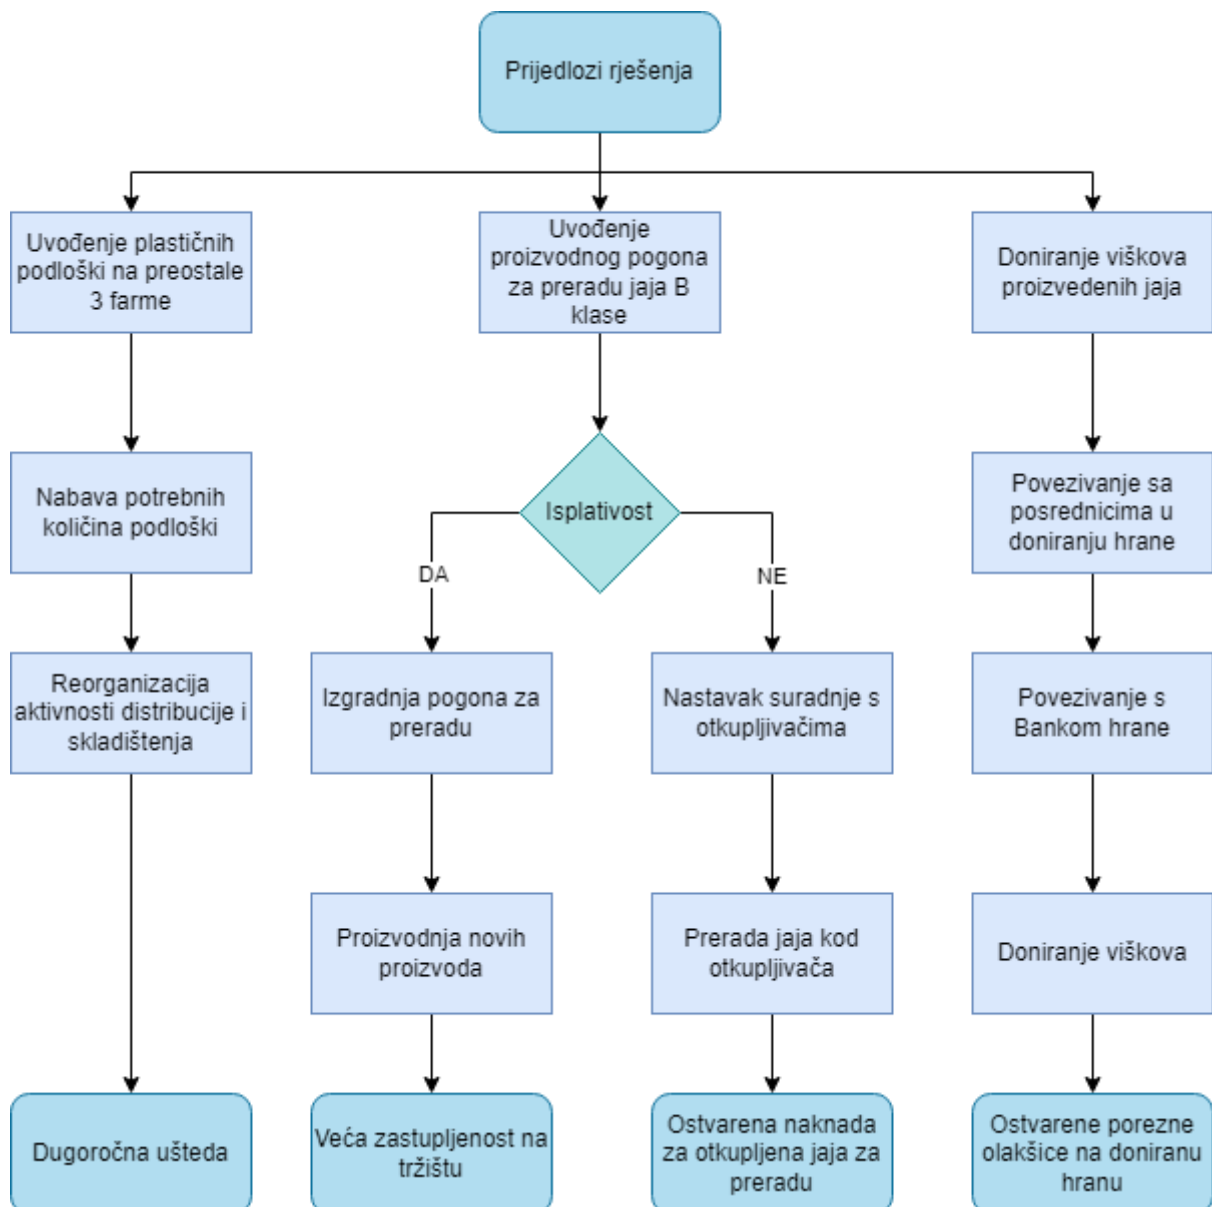 Prijedlozi rješenja
Uvođenje plastičnih
podloški na preostale
3 farme
Uvođenje
proizvodnog pogona
za preradu jaja B
klase
Doniranje viškova
proizvedenih jaja
Nabava potrebnih
količina podloški
Isplativost
Povezivanje sa
posrednicima u
doniranju hrane
DA
NE
Reorganizacija
aktivnosti distribucije i
skladištenja
Izgradnja pogona za
preradu
Nastavak suradnje s
otkupljivačima
Povezivanje s
Bankom hrane
Proizvodnja novih
proizvoda
Prerada jaja kod
otkupljivača
Doniranje viškova
Dugoročna ušteda
Veća zastupljenost na
tržištu
Ostvarena naknada
za otkupljena jaja za
preradu
Ostvarene porezne
olakšice na doniranu
hranu